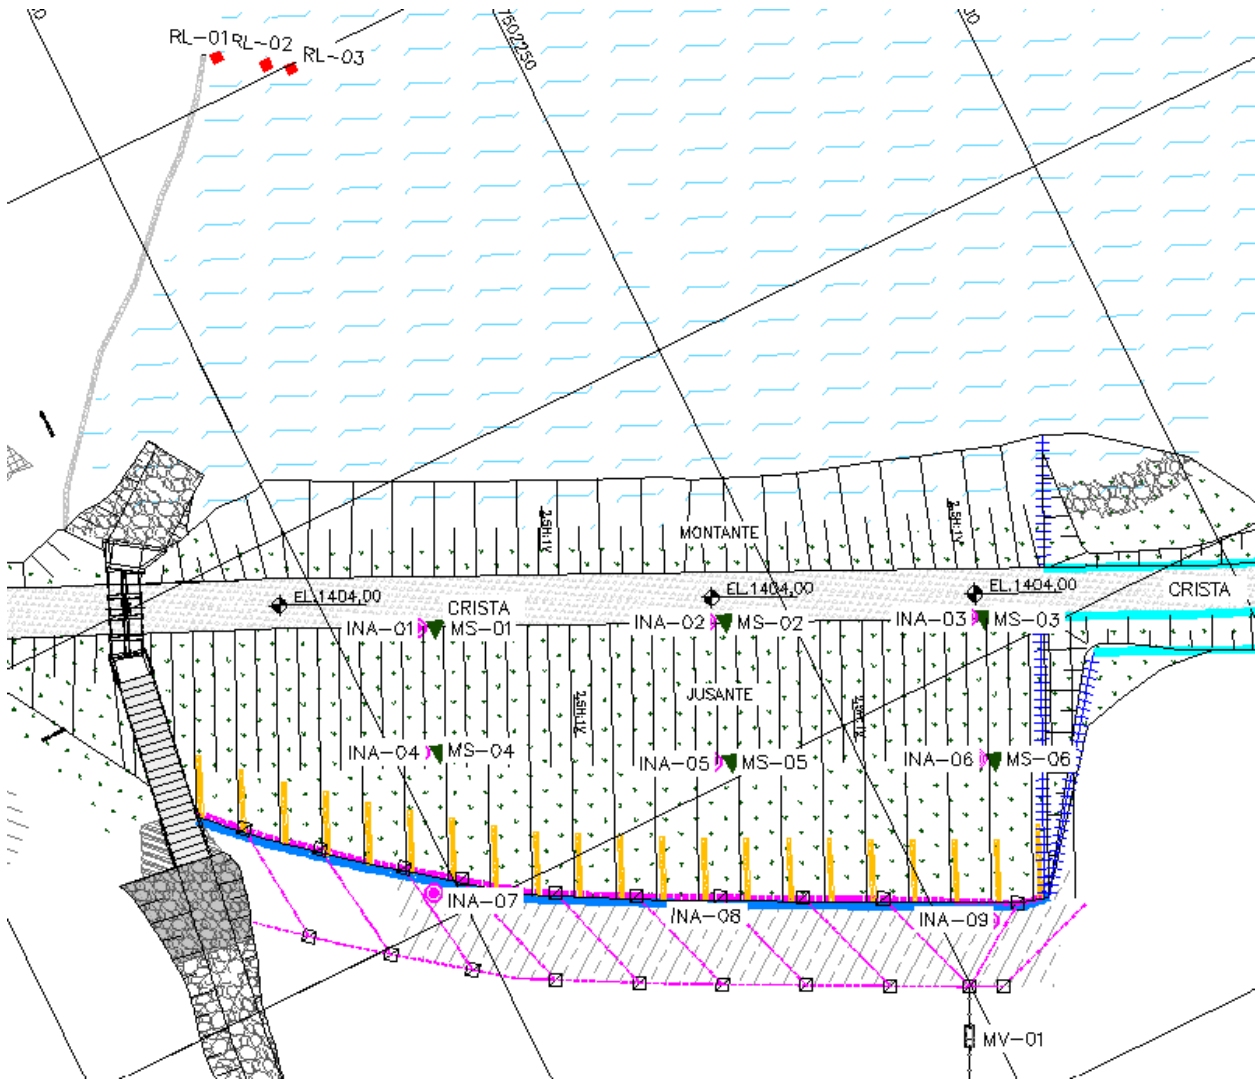 RL-01
RL-02
RL-03
7502250
2.5H:1V
2.5H:1V
MONTANTE
EL.1404,00
EL.1404,00
EL.1404,00
CRISTA
CRISTA
INA-01
MS-01
INA-02
MS-02
INA-03
MS-03
JUSANTE
2.5H:1V
2.5H:1V
INA-04
MS-04
INA-05
MS-05
INA-06
MS-06
INA-07
INA-08
INA-09
MV-01